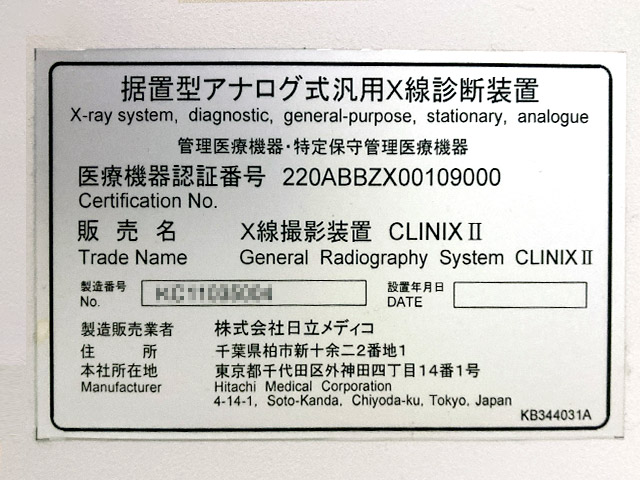 据置型アナログ式汎用X線診断装置
X-ray system, diagnostic, general-purpose, stationary, analogue
管理医療機器・特定保守管理医療機器
医療機器認証番号 220ABBZX00109000
Certification No.
販売名 X線撮影装置 CLINIX II
Trade Name General Radiography System CLINIX II
製造番号 設置年月日
No. DATE
製造販売業者 株式会社日立メディコ
住所 千葉県柏市新十余二2番地1
本社所在地 東京都千代田区外神田四丁目14番1号
Manufacturer Hitachi Medical Corporation
4-14-1, Soto-Kanda, Chiyoda-ku, Tokyo, Japan
KB344031A